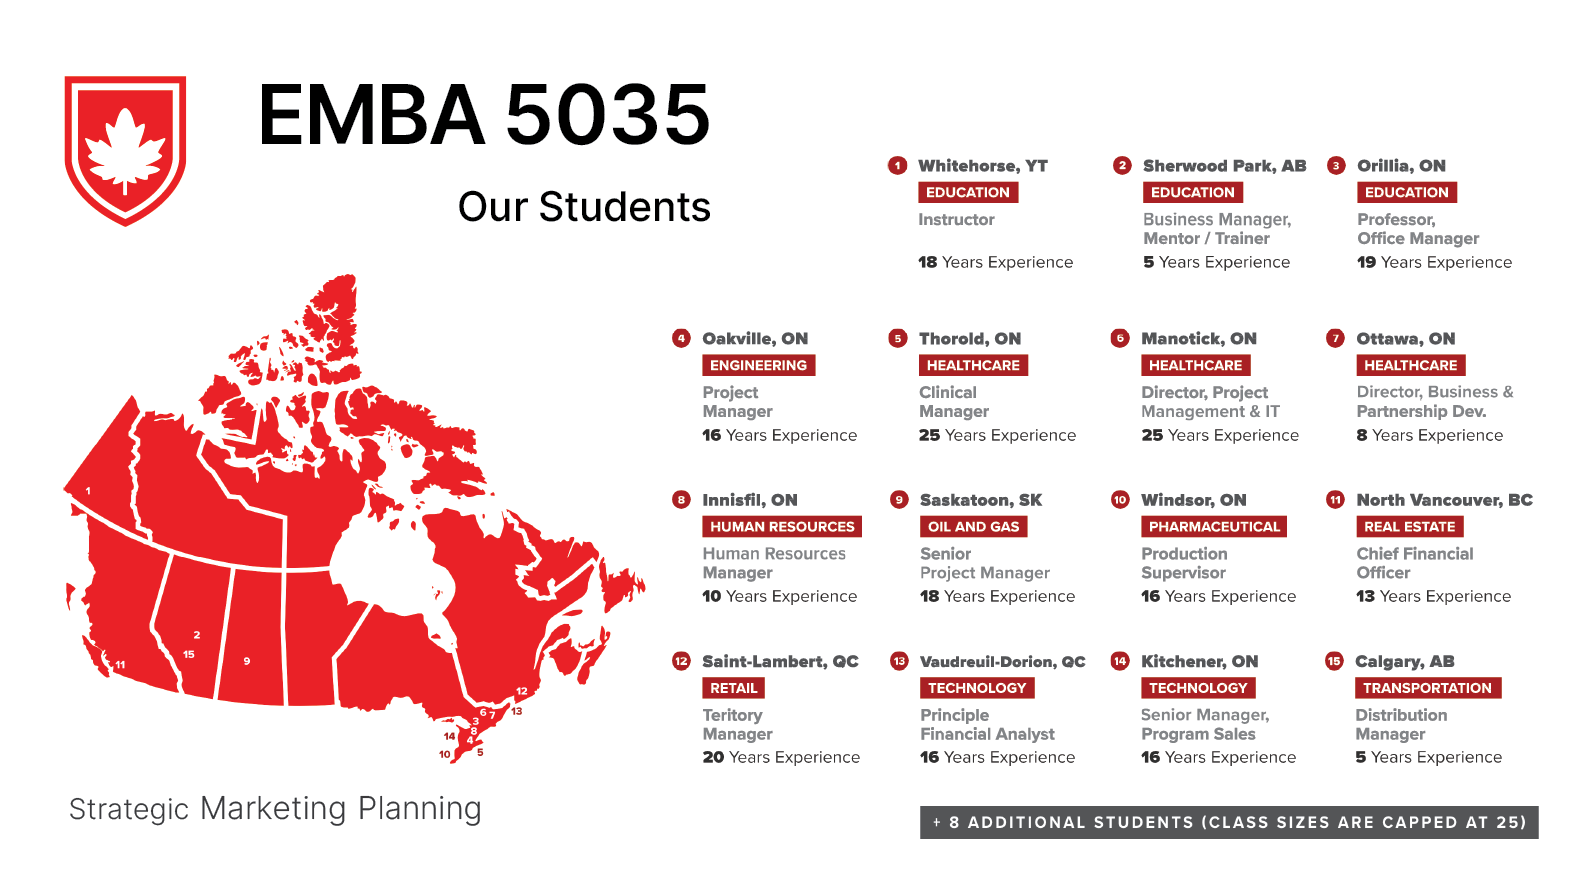 EMBA 5035
Our Students
1 Whitehorse, YT
EDUCATION
Instructor
18 Years Experience
2 Sherwood Park, AB
EDUCATION
Business Manager,
Mentor / Trainer
5 Years Experience
3 Orillia, ON
EDUCATION
Professor,
Office Manager
19 Years Experience
4 Oakville, ON
ENGINEERING
Project
Manager
16 Years Experience
5 Thorold, ON
HEALTHCARE
Clinical
Manager
25 Years Experience
6 Manotick, ON
HEALTHCARE
Director, Project
Management & IT
25 Years Experience
7 Ottawa, ON
HEALTHCARE
Director, Business &
Partnership Dev.
8 Years Experience
8 Innisfil, ON
HUMAN RESOURCES
Human Resources
Manager
10 Years Experience
9 Saskatoon, SK
OIL AND GAS
Senior
Project Manager
18 Years Experience
10 Windsor, ON
PHARMACEUTICAL
Production
Supervisor
16 Years Experience
11 North Vancouver, BC
REAL ESTATE
Chief Financial
Officer
13 Years Experience
12 Saint-Lambert, QC
RETAIL
Teritory
Manager
20 Years Experience
13 Vaudreuil-Dorion, QC
TECHNOLOGY
Principle
Financial Analyst
16 Years Experience
14 Kitchener, ON
TECHNOLOGY
Senior Manager,
Program Sales
16 Years Experience
15 Calgary, AB
TRANSPORTATION
Distribution
Manager
5 Years Experience
1
2
15
9
11
12
6 7 13
3
8
14 4
10 5
Strategic Marketing Planning
+ 8 ADDITIONAL STUDENTS (CLASS SIZES ARE CAPPED AT 25)